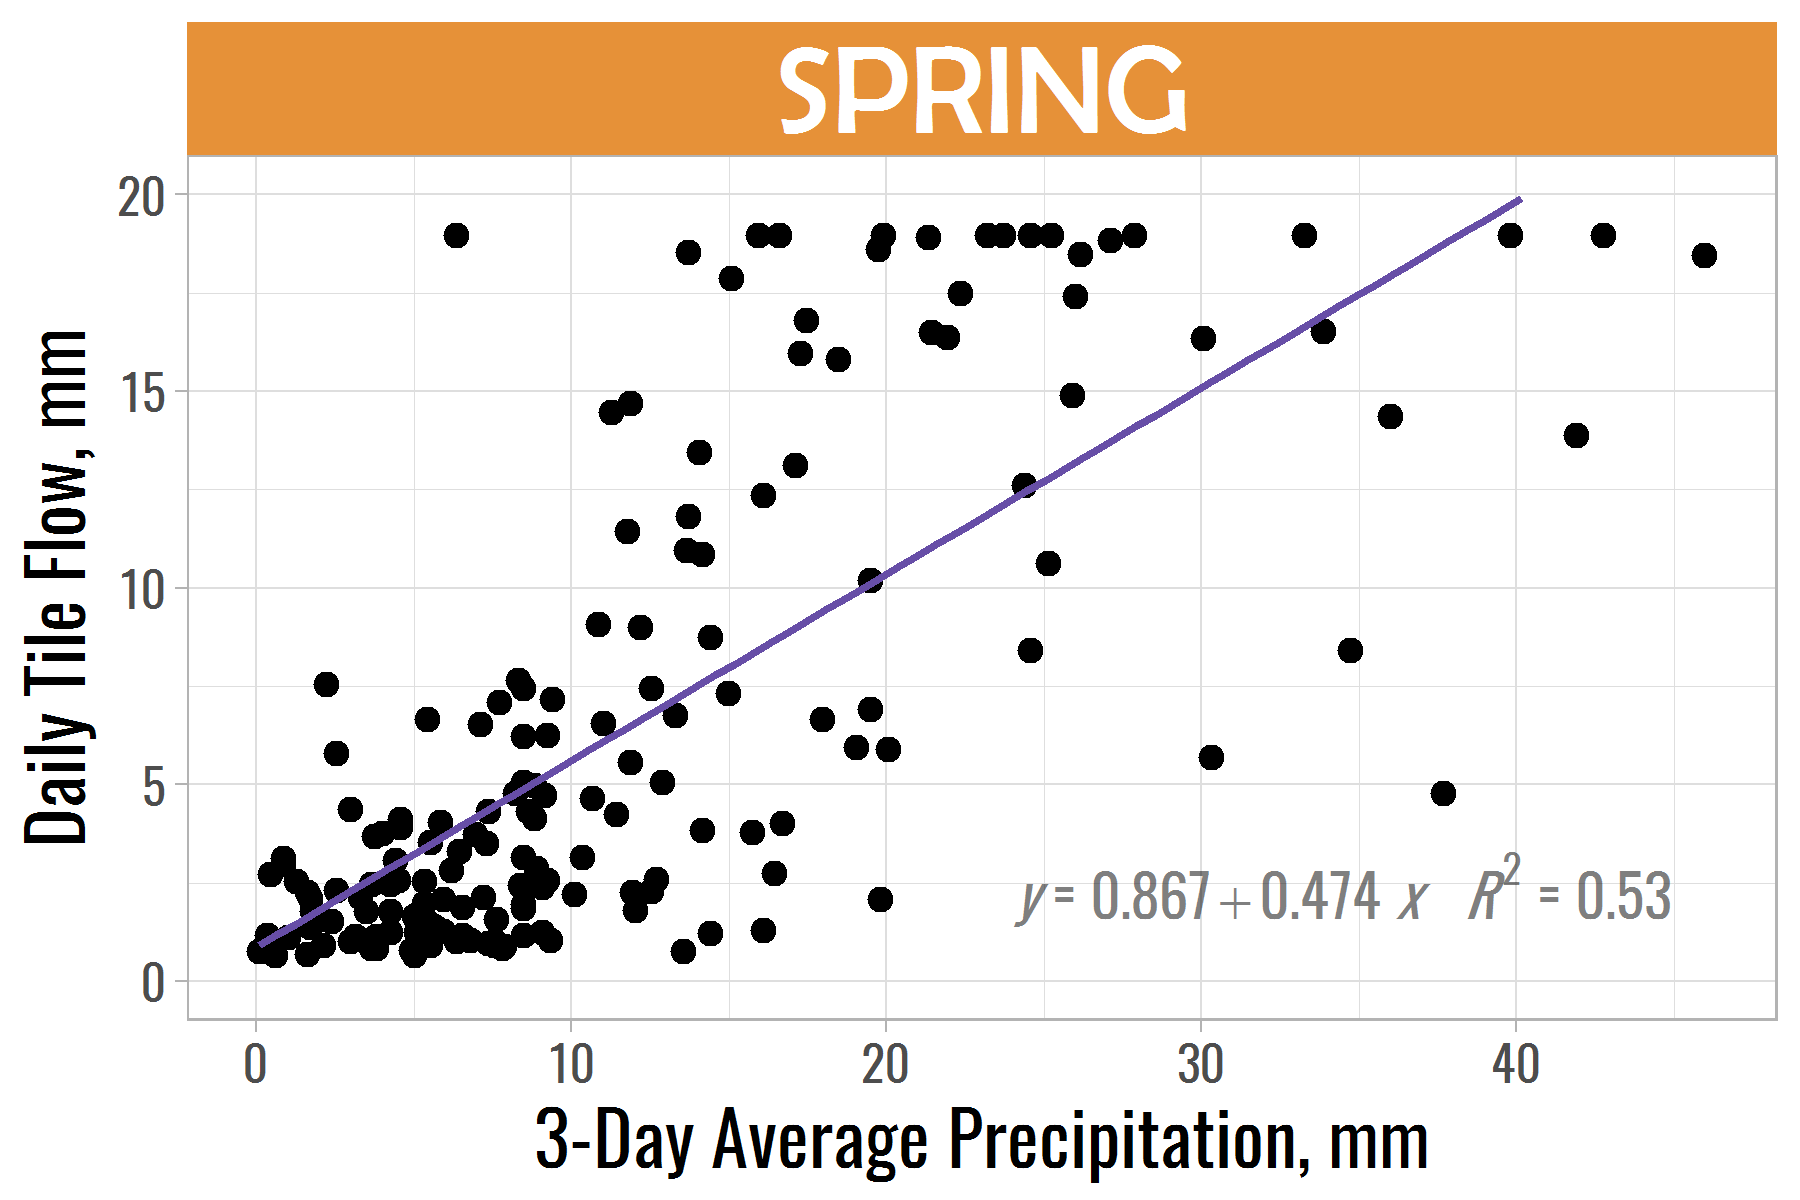 SPRING
Daily Tile Flow, mm
20
15
10
5
0
y = 0.867 + 0.474 x R² = 0.53
0 10 20 30 40
3-Day Average Precipitation, mm